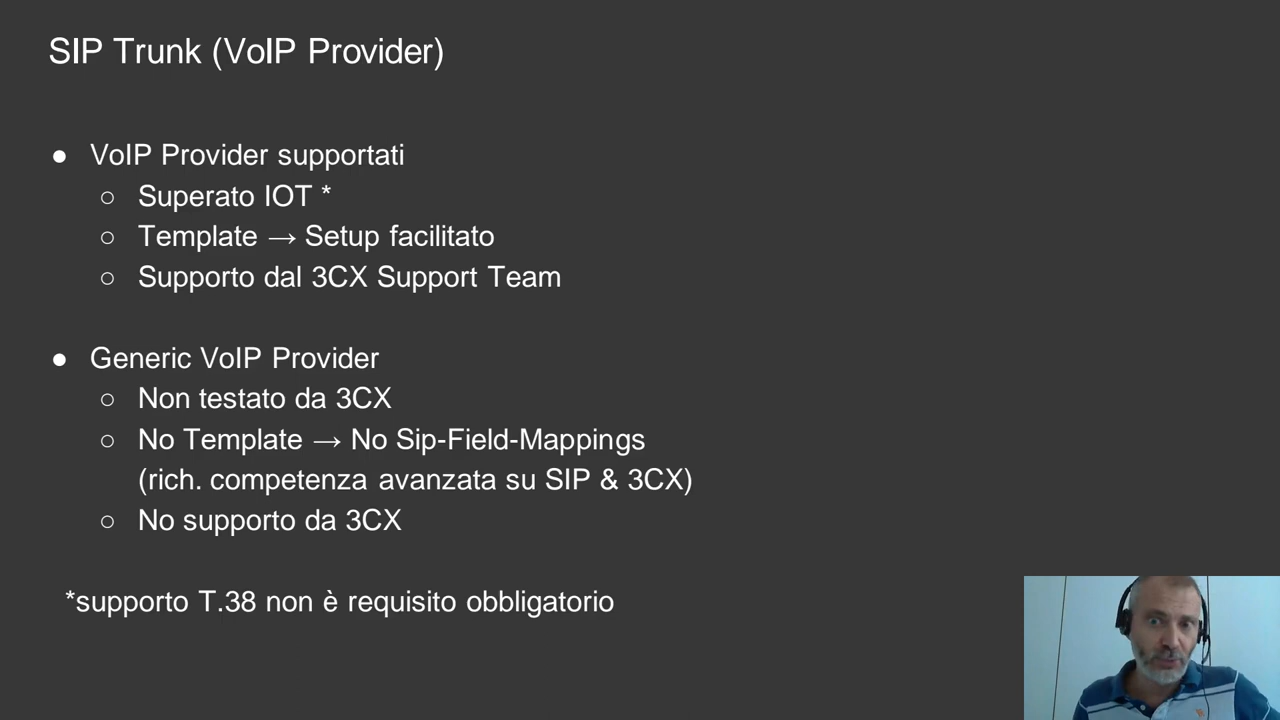 SIP Trunk (VoIP Provider)
● VoIP Provider supportati
○ Superato IOT *
○ Template → Setup facilitato
○ Supporto dal 3CX Support Team
● Generic VoIP Provider
○ Non testato da 3CX
○ No Template → No Sip-Field-Mappings
(rich. competenza avanzata su SIP & 3CX)
○ No supporto da 3CX
*supporto T.38 non è requisito obbligatorio